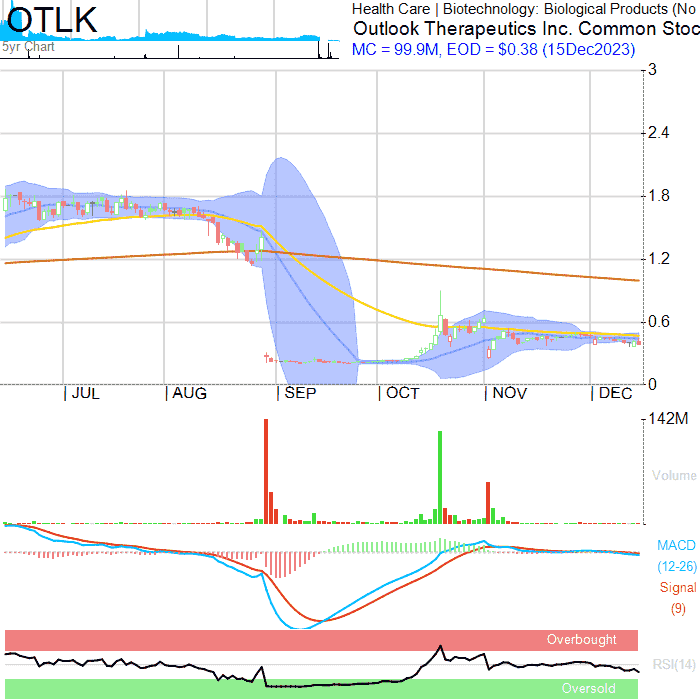 OTLK
5yr Chart
Health Care | Biotechnology: Biological Products (No
Outlook Therapeutics Inc. Common Stoc
MC = 99.9M, EOD = $0.38 (15Dec2023)
3
2.4
1.8
1.2
0.6
0
JUL AUG SEP OCT NOV DEC
142M
Volume
MACD
(12-26)
Signal
(9)
Overbought
RSI(14)
Oversold